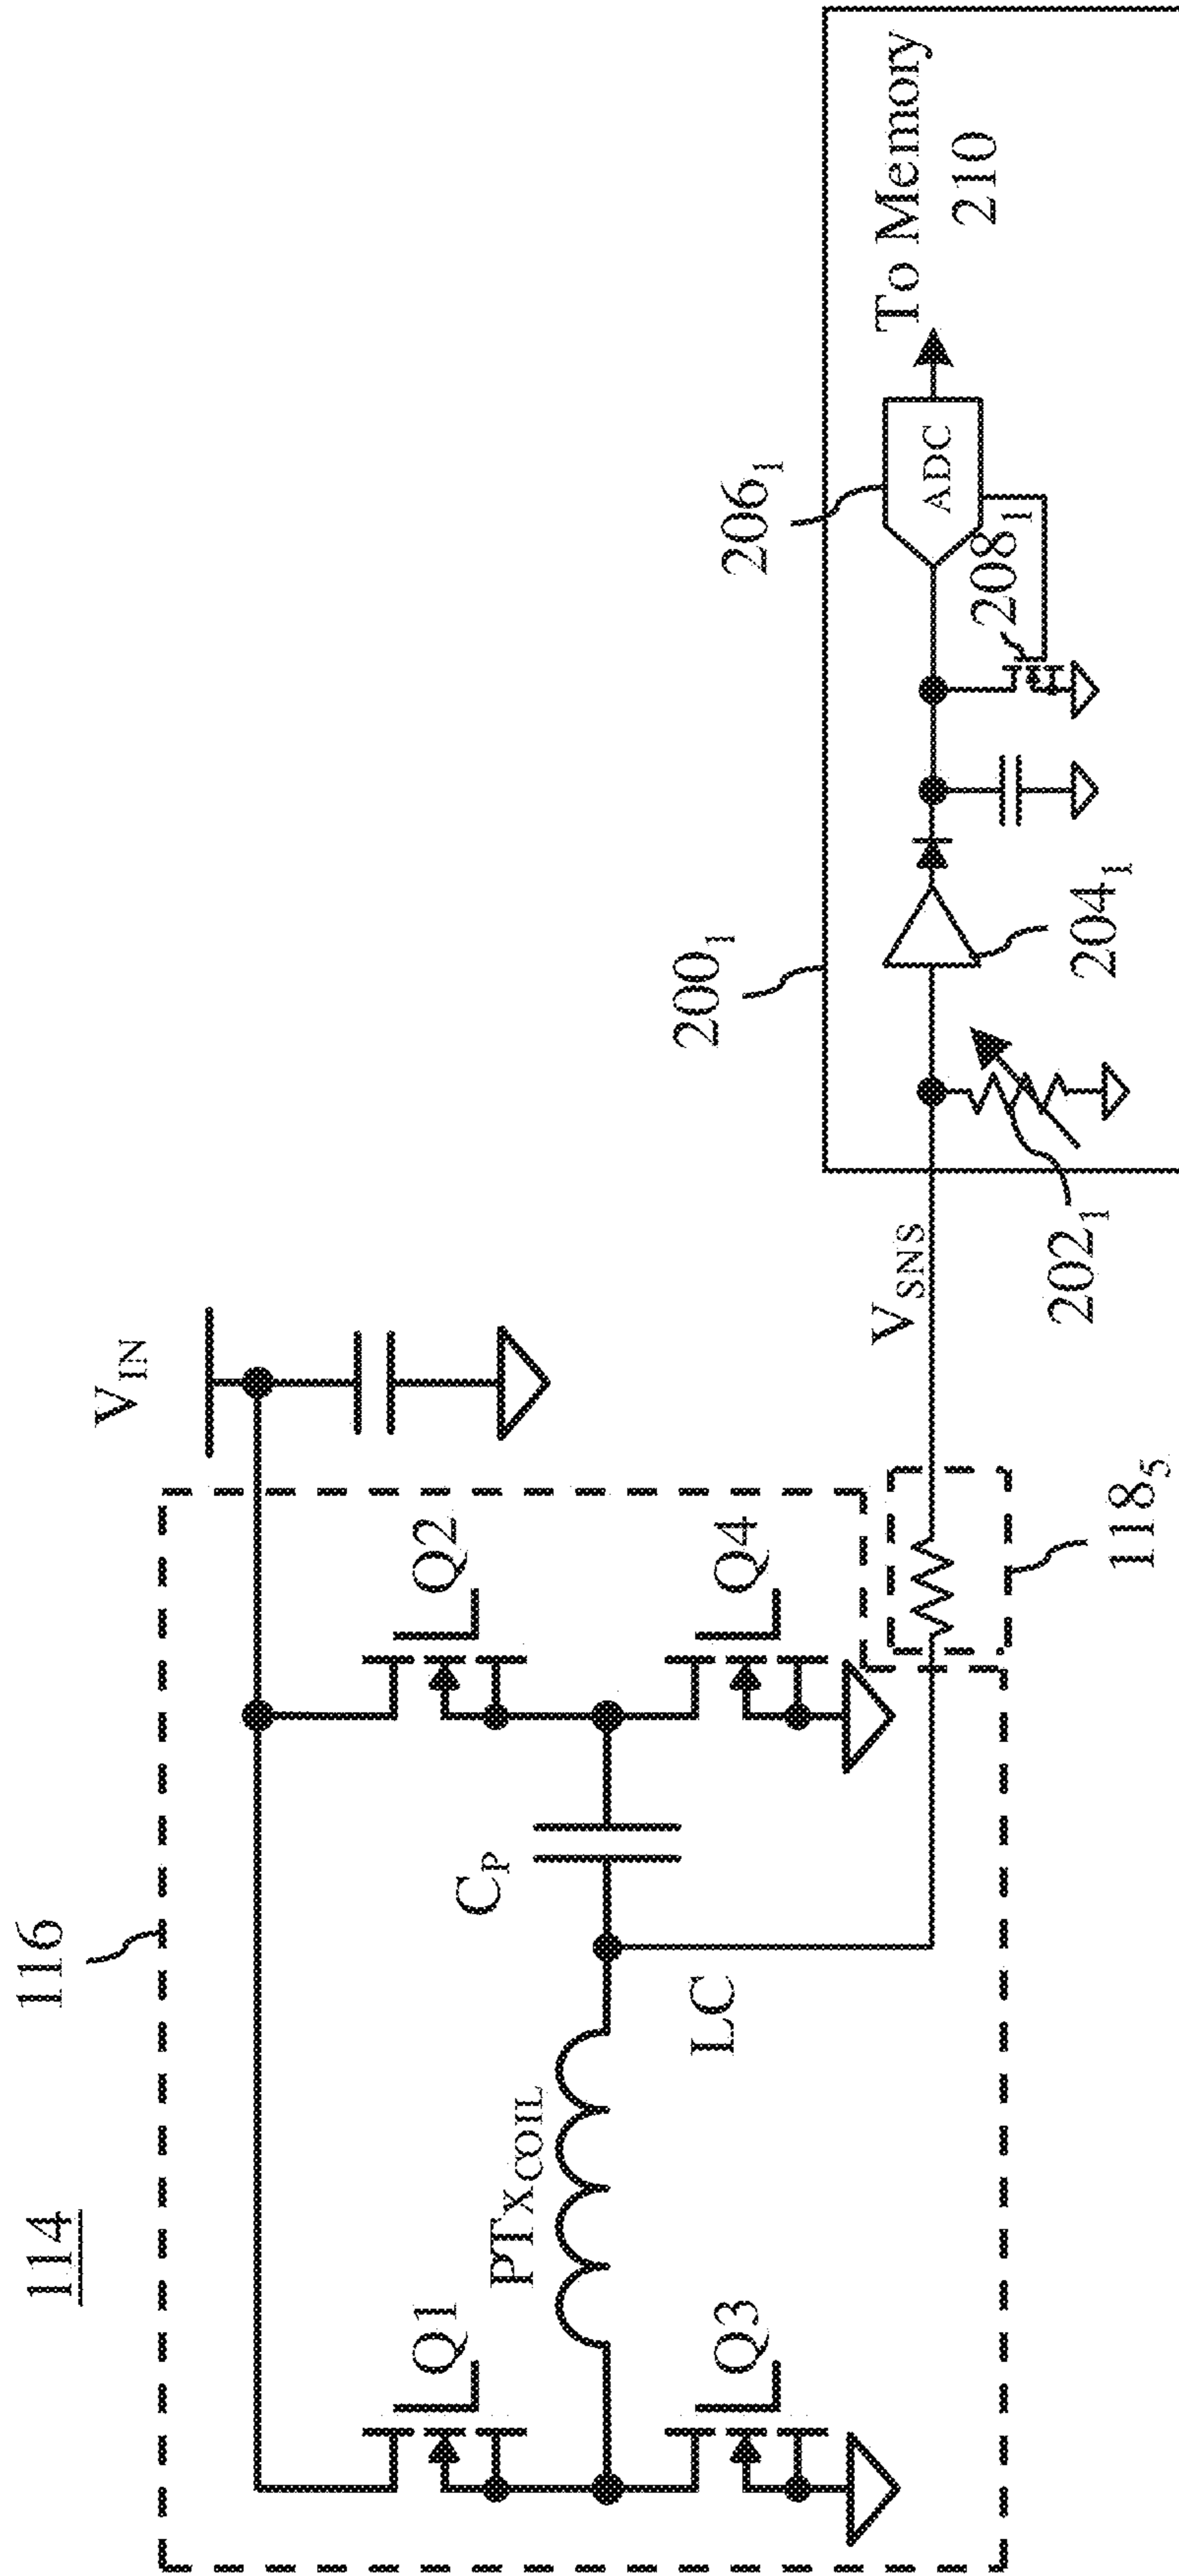 114
116
V_IN
Q1
Q2
PTx_COIL
C_P
LC
Q3
Q4
118_5
V_SNS
200_1
202_1
204_1
206_1
208_1
ADC
To Memory
210